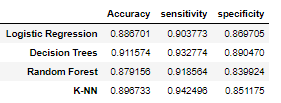 Accuracy sensitivity specificity
Logistic Regression 0.886701 0.903773 0.869705
Decision Trees 0.911574 0.932774 0.890470
Random Forest 0.879156 0.918564 0.839924
K-NN 0.896733 0.942496 0.851175